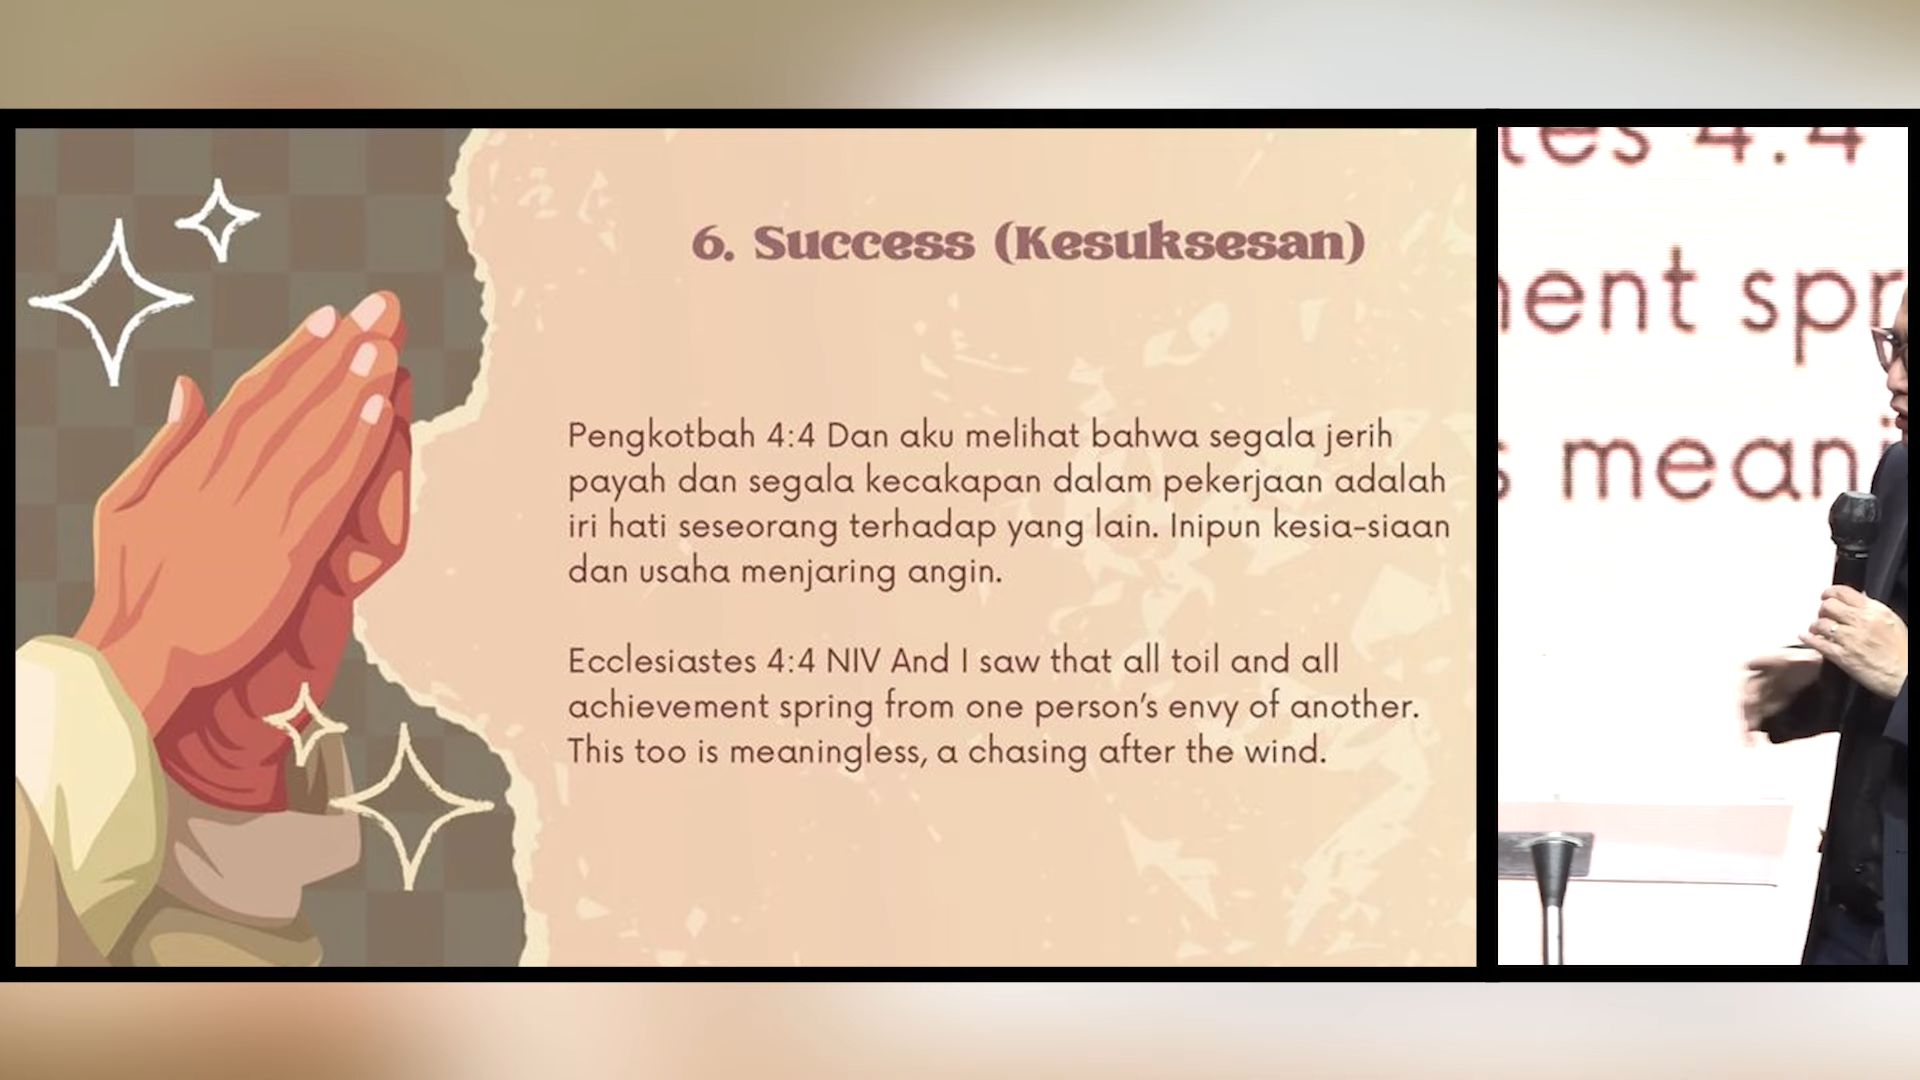 6. Success (Kesuksesan)
Pengkotbah 4:4 Dan aku melihat bahwa segala jerih
payah dan segala kecakapan dalam pekerjaan adalah
iri hati seseorang terhadap yang lain. Inipun kesia-siaan
dan usaha menjaring angin.
Ecclesiastes 4:4 NIV And I saw that all toil and all
achievement spring from one person's envy of another.
This too is meaningless, a chasing after the wind.
tes 4:4
ment spr
s meani